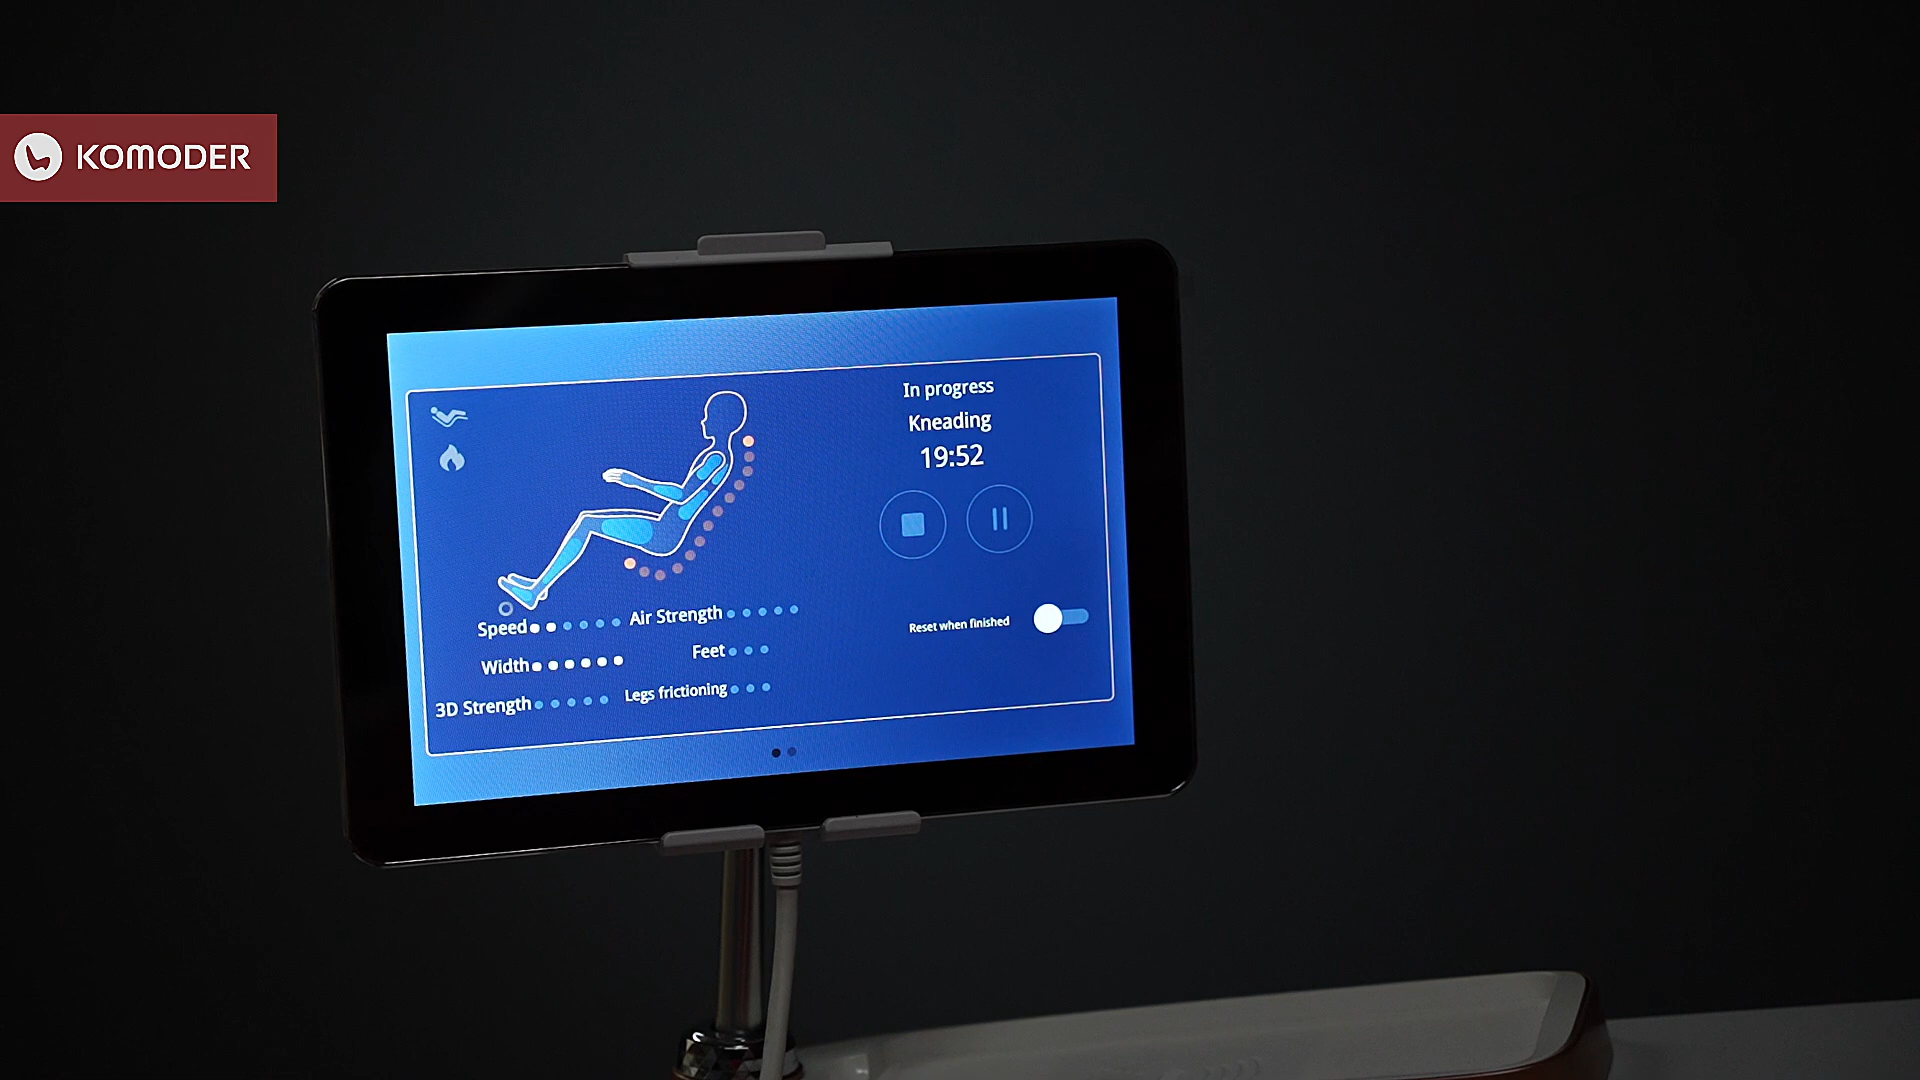 KOMODER
In progress
Kneading
19:52
Speed
Air Strength
Width
Feet
3D Strength
Legs frictioning
Reset when finished